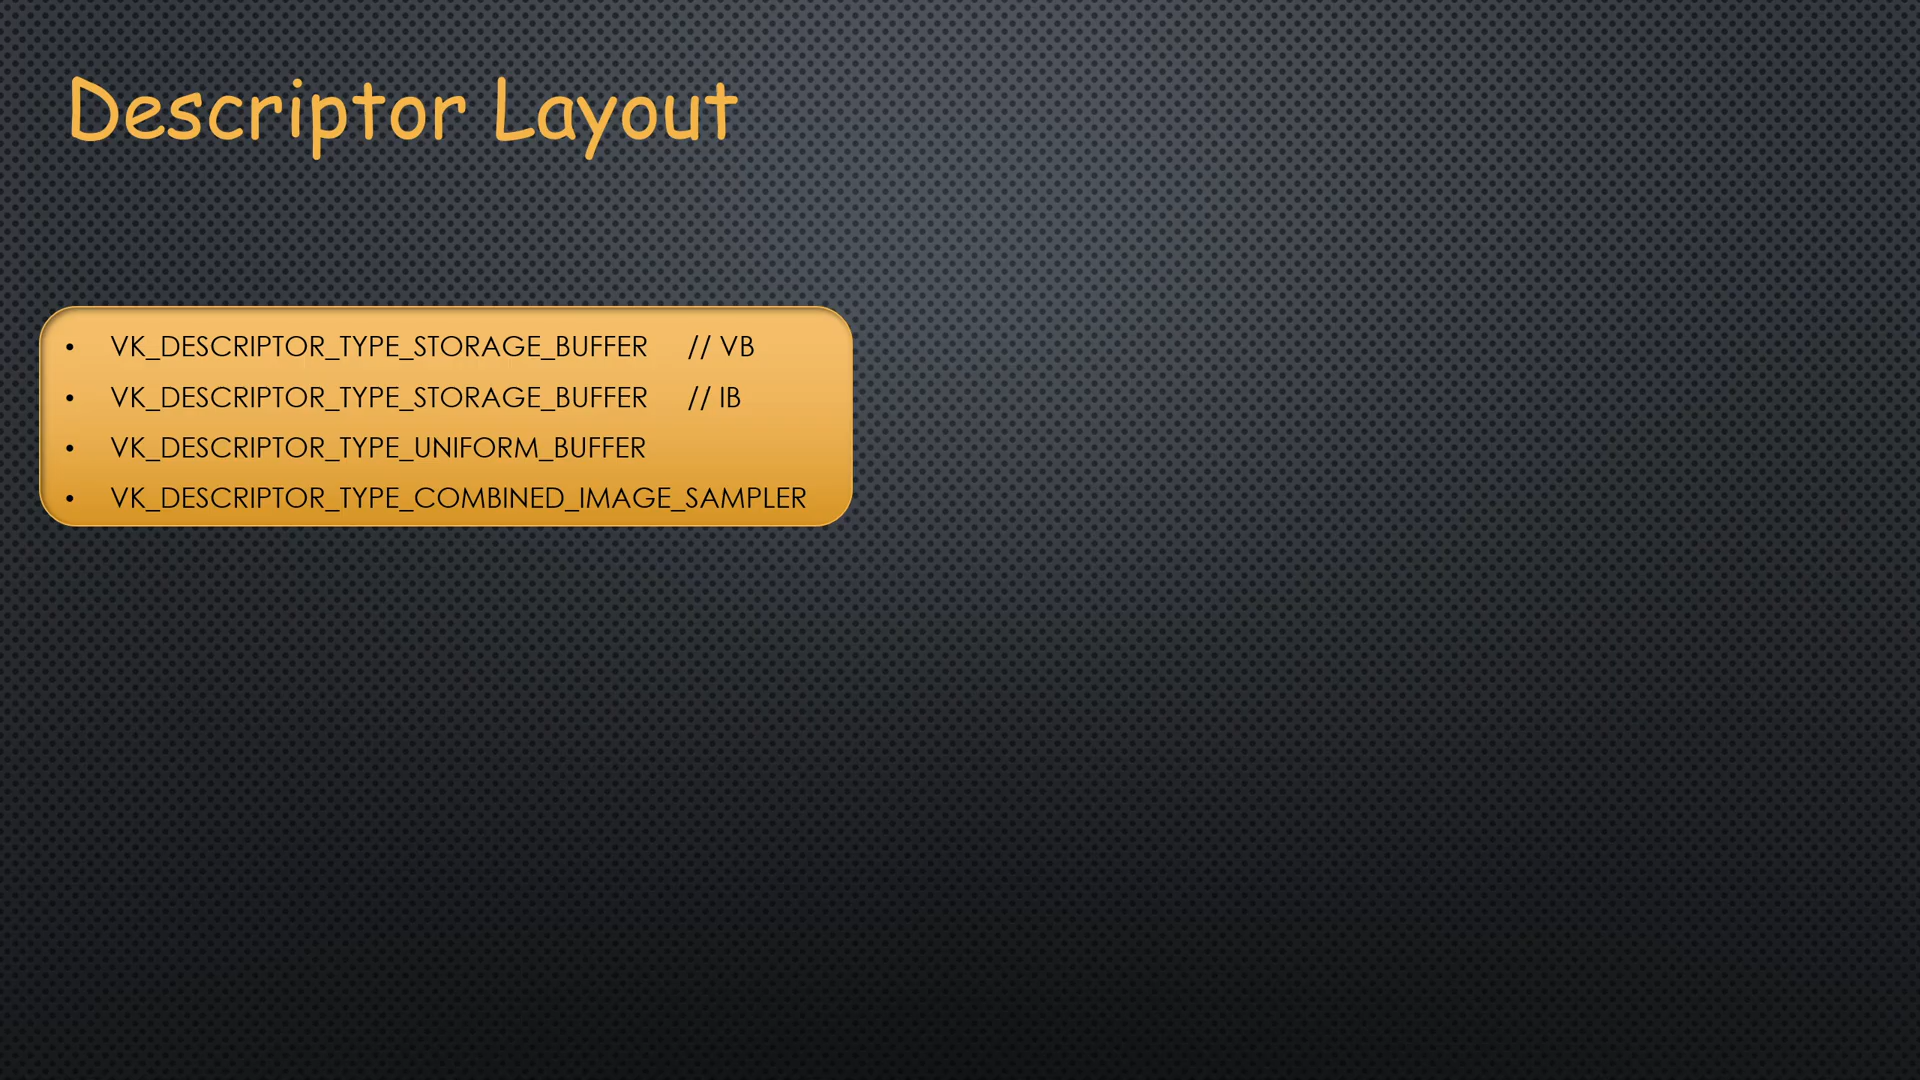 Descriptor Layout
• VK_DESCRIPTOR_TYPE_STORAGE_BUFFER // VB
• VK_DESCRIPTOR_TYPE_STORAGE_BUFFER // IB
• VK_DESCRIPTOR_TYPE_UNIFORM_BUFFER
• VK_DESCRIPTOR_TYPE_COMBINED_IMAGE_SAMPLER